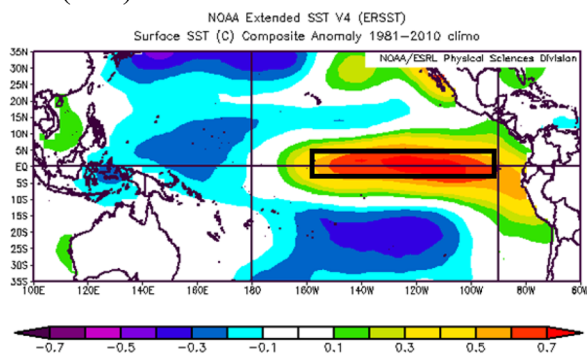 NOAA Extended SST V4 (ERSST)
Surface SST (C) Composite Anomaly 1981-2010 climo
NOAA/ESRL Physical Sciences Division
35N
30N
25N
20N
15N
10N
5N
EQ
5S
10S
15S
20S
25S
30S
35S
100E 120E 140E 160E 180 160W 140W 120W 100W 80W 60W
-0.7 -0.5 -0.3 -0.1 0.1 0.3 0.5 0.7